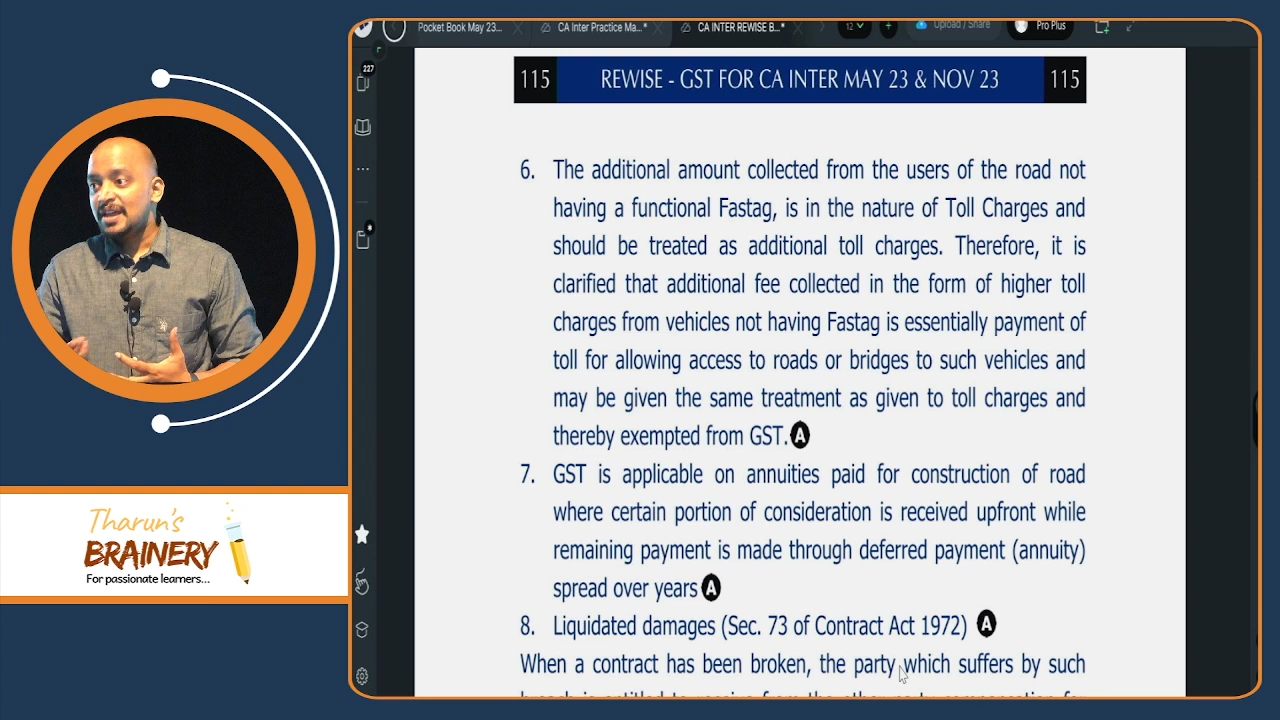 Pocket Book May 23...
CA Inter Practice Ma...*
CA INTER REWISE B...*
12
Upload / Share
Pro Plus
227
115 REWISE - GST FOR CA INTER MAY 23 & NOV 23 115
6. The additional amount collected from the users of the road not
having a functional Fastag, is in the nature of Toll Charges and
should be treated as additional toll charges. Therefore, it is
clarified that additional fee collected in the form of higher toll
charges from vehicles not having Fastag is essentially payment of
toll for allowing access to roads or bridges to such vehicles and
may be given the same treatment as given to toll charges and
thereby exempted from GST. A
7. GST is applicable on annuities paid for construction of road
where certain portion of consideration is received upfront while
remaining payment is made through deferred payment (annuity)
spread over years A
8. Liquidated damages (Sec. 73 of Contract Act 1972) A
When a contract has been broken, the party which suffers by such
Tharun's
BRAINERY
For passionate learners...